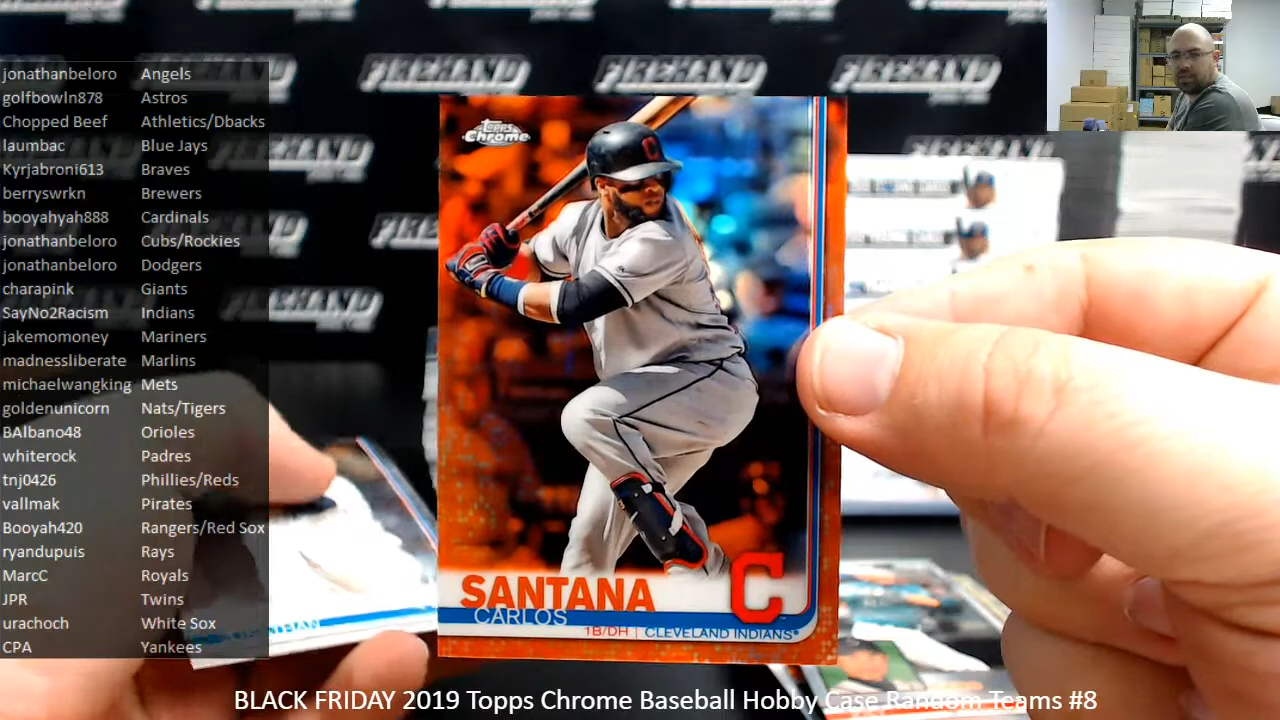 jonathanbeloro Angels
golfbowln878 Astros
Chopped Beef Athletics/Dbacks
laumbac Blue Jays
Kyrjabroni613 Braves
berryswrkn Brewers
booyahyah888 Cardinals
jonathanbeloro Cubs/Rockies
jonathanbeloro Dodgers
charapink Giants
SayNo2Racism Indians
jakemomoney Mariners
madnessliberate Marlins
michaelwangking Mets
goldenunicorn Nats/Tigers
BAlbano48 Orioles
whiterock Padres
tnj0426 Phillies/Reds
vallmak Pirates
Booyah420 Rangers/Red Sox
ryandupuis Rays
MarcC Royals
JPR Twins
urachoch White Sox
CPA Yankees
FIREHAND FIREHAND FIREHAND
Topps
Chrome
C
SANTANA
CARLOS
1B/DH | CLEVELAND INDIANS
BLACK FRIDAY 2019 Topps Chrome Baseball Hobby Case Random Teams #8